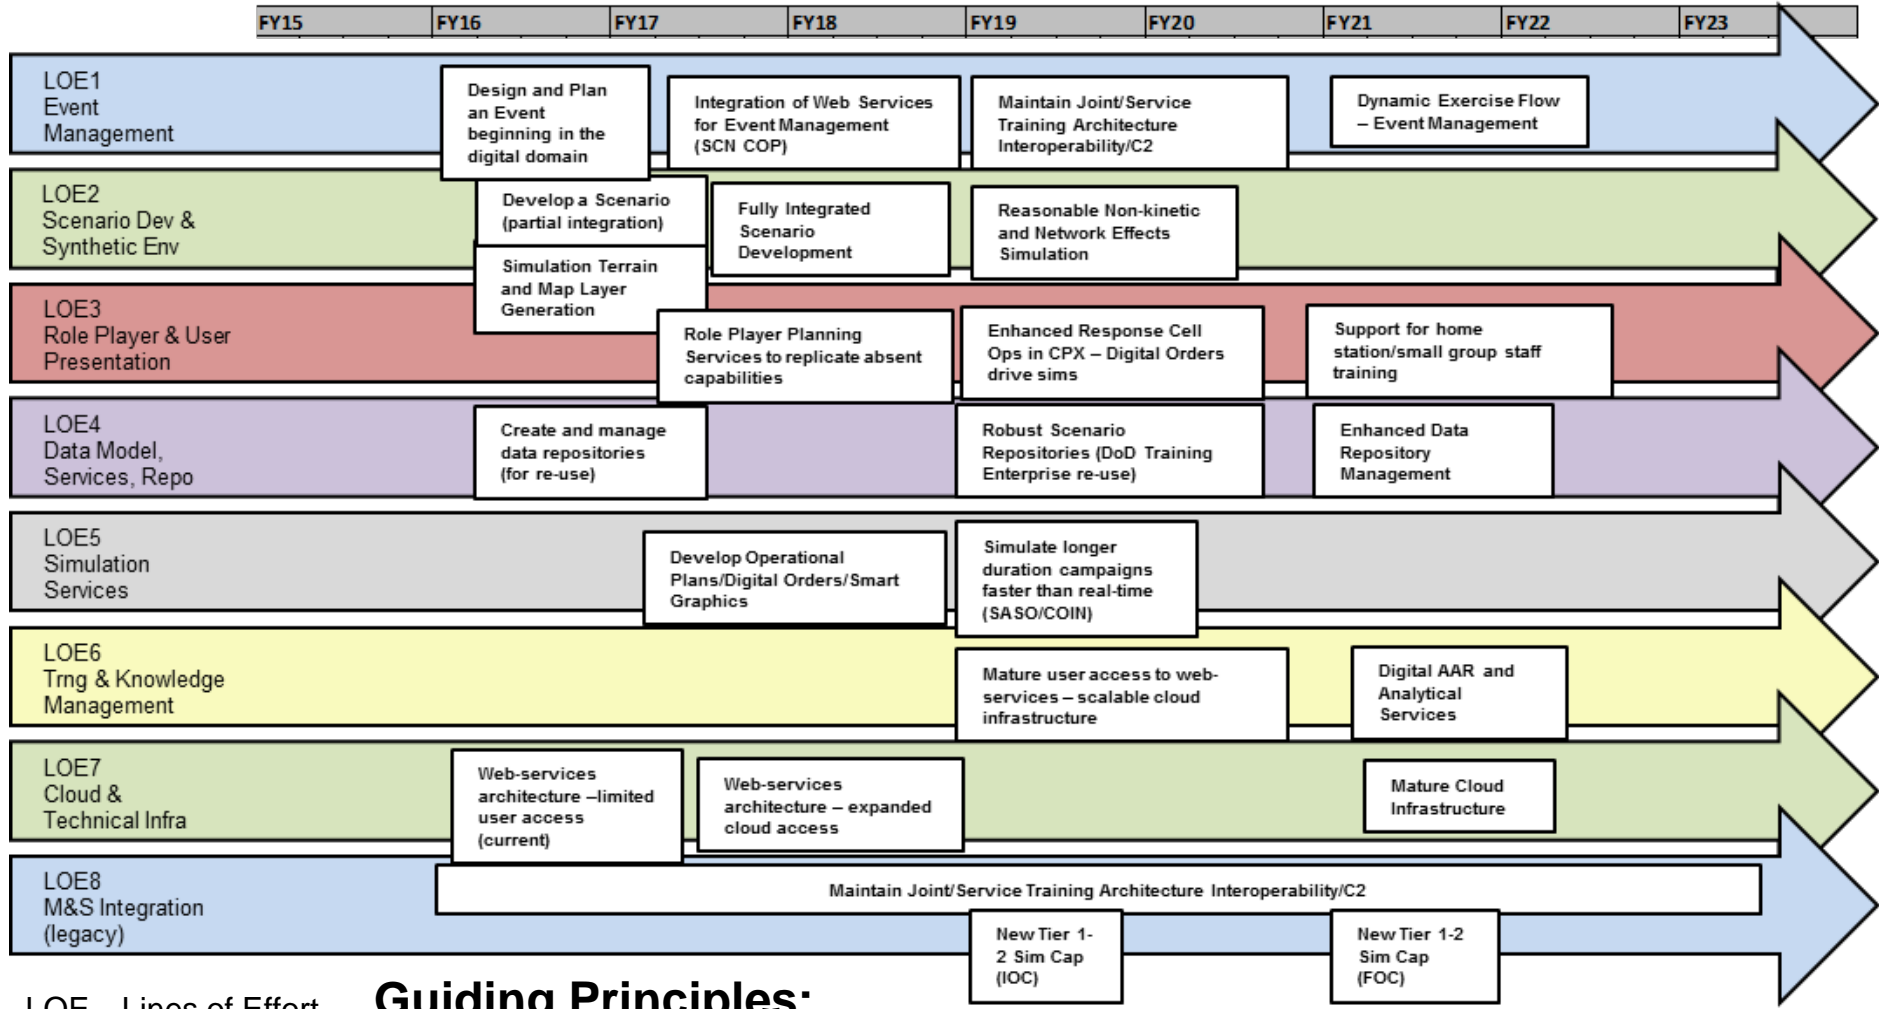 FY15 FY16 FY17 FY18 FY19 FY20 FY21 FY22 FY23
LOE1
Event
Management
Design and Plan
an Event
beginning in the
digital domain
Integration of Web Services
for Event Management
(SCN COP)
Maintain Joint/Service
Training Architecture
Interoperability/C2
Dynamic Exercise Flow
– Event Management
LOE2
Scenario Dev &
Synthetic Env
Develop a Scenario
(partial integration)
Simulation Terrain
and Map Layer
Generation
Fully Integrated
Scenario
Development
Reasonable Non-kinetic
and Network Effects
Simulation
LOE3
Role Player & User
Presentation
Role Player Planning
Services to replicate absent
capabilities
Enhanced Response Cell
Ops in CPX – Digital Orders
drive sims
Support for home
station/small group staff
training
LOE4
Data Model,
Services, Repo
Create and manage
data repositories
(for re-use)
Robust Scenario
Repositories (DoD Training
Enterprise re-use)
Enhanced Data
Repository
Management
LOE5
Simulation
Services
Develop Operational
Plans/Digital Orders/Smart
Graphics
Simulate longer
duration campaigns
faster than real-time
(SASO/COIN)
LOE6
Trng & Knowledge
Management
Mature user access to web-
services – scalable cloud
infrastructure
Digital AAR and
Analytical
Services
LOE7
Cloud &
Technical Infra
Web-services
architecture –limited
user access
(current)
Web-services
architecture – expanded
cloud access
Mature Cloud
Infrastructure
LOE8
M&S Integration
(legacy)
Maintain Joint/Service Training Architecture Interoperability/C2
New Tier 1-
2 Sim Cap
(IOC)
New Tier 1-2
Sim Cap
(FOC)
LOE Lines of Effort
Guiding Principles: